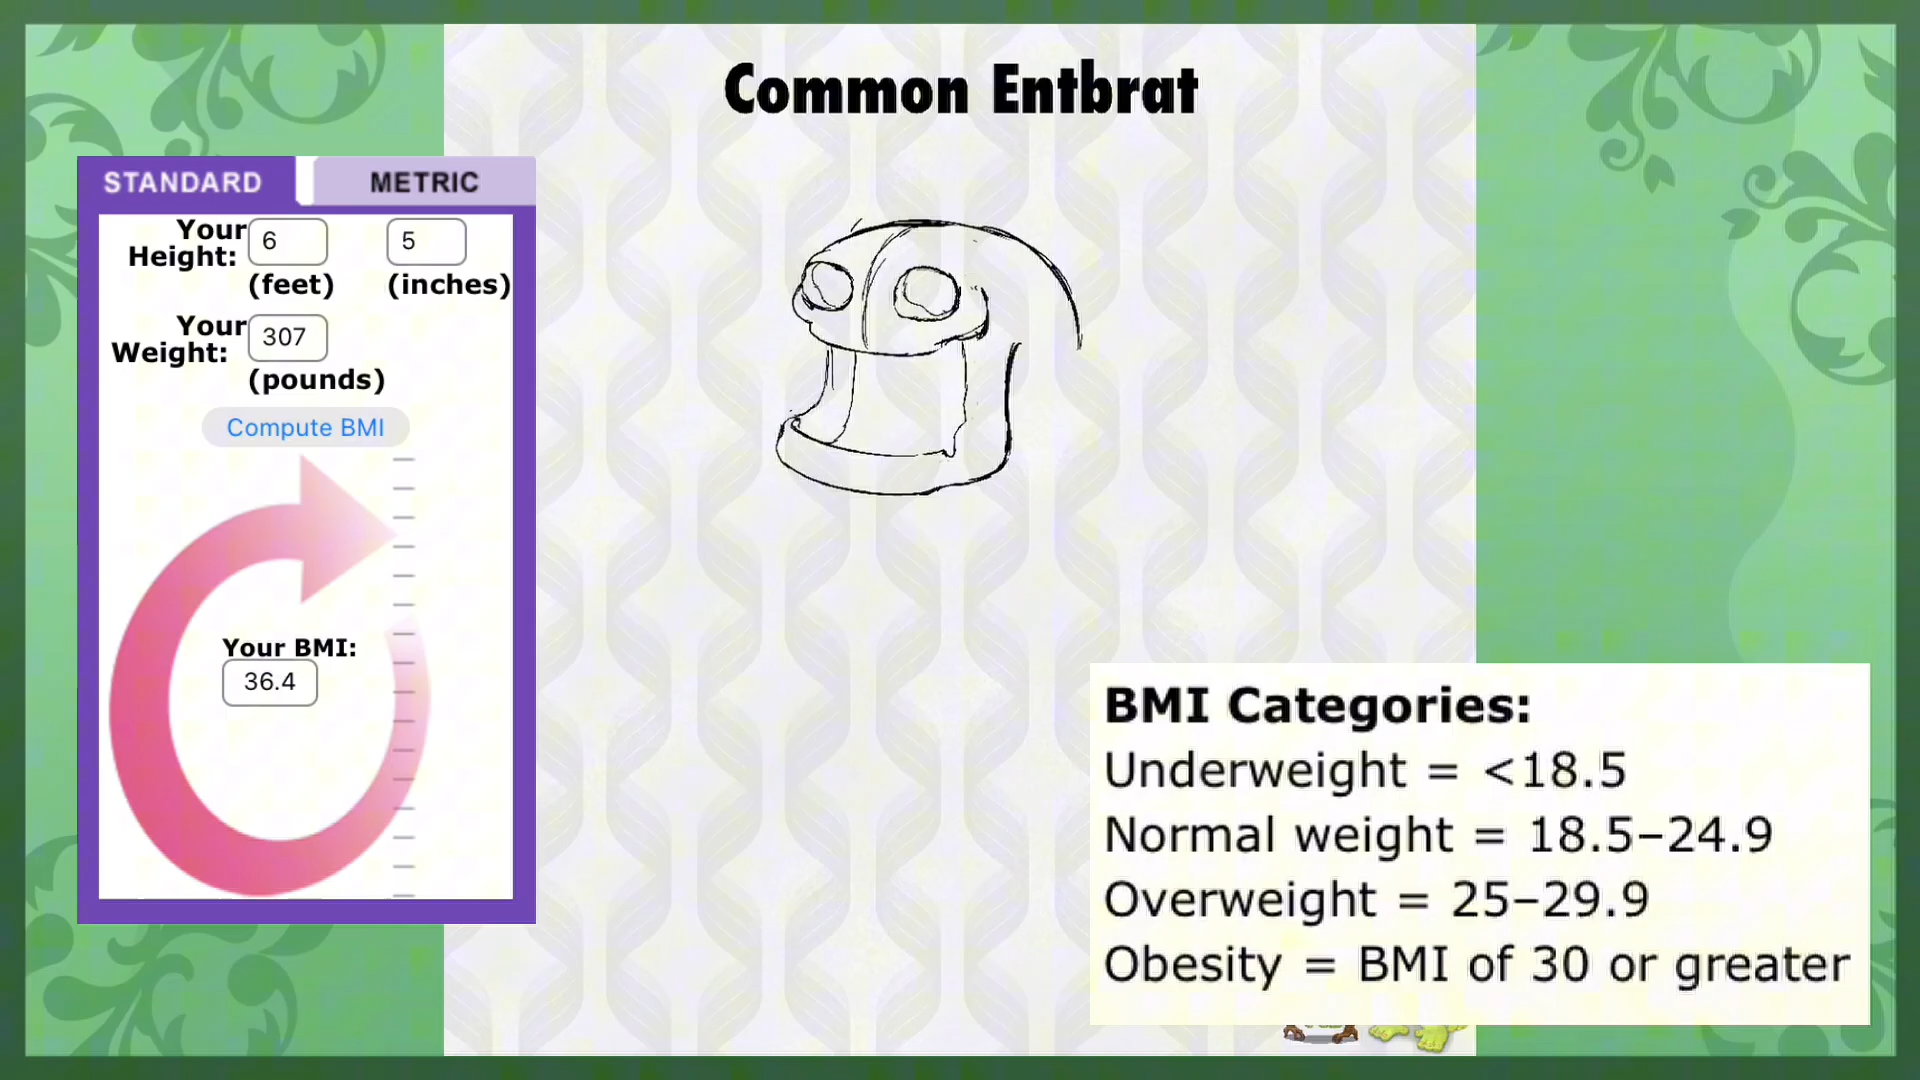 Common Entbrat
STANDARD
METRIC
Your
Height:
6
5
(feet)
(inches)
Your
Weight:
307
(pounds)
Compute BMI
Your BMI:
36.4
BMI Categories:
Underweight = <18.5
Normal weight = 18.5–24.9
Overweight = 25–29.9
Obesity = BMI of 30 or greater